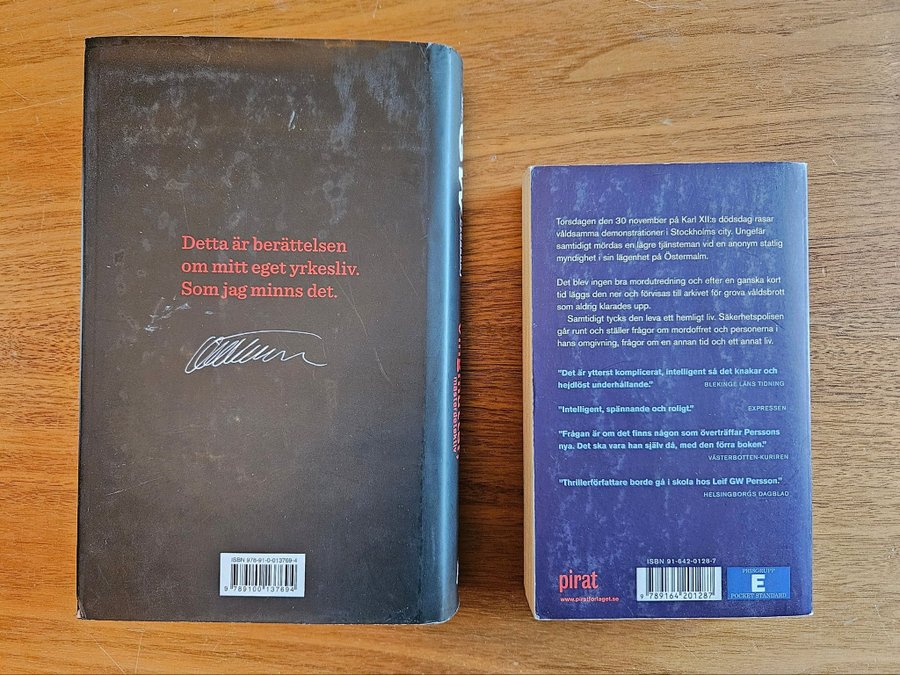 Detta är berättelsen
om mitt eget yrkesliv.
Som jag minns det.
ISBN 978-91-0-013769-4
9 789100 137694
Torsdagen den 30 november på Karl XII:s dödsdag rasar
våldsamma demonstrationer i Stockholms city. Ungefär
samtidigt mördas en lägre tjänsteman vid en anonym statlig
myndighet i sin lägenhet på Östermalm.
Det blev ingen bra mordutredning och efter en ganska kort
tid läggs den ner och förvisas till arkivet för grova våldsbrott
som aldrig klarades upp.
Samtidigt tycks den leva ett hemligt liv. Säkerhetspolisen
går runt och ställer frågor om mordoffret och personerna i
hans omgivning, frågor om en annan tid och ett annat liv.
"Det är ytterst komplicerat, intelligent så det knakar och
hejdlöst underhållande."
BLEKINGE LÄNS TIDNING
"Intelligent, spännande och roligt."
EXPRESSEN
"Frågan är om det finns någon som överträffar Perssons
nya. Det ska vara han själv då, med den förra boken."
VÄSTERBOTTEN-KURIREN
"Thrillerförfattare borde gå i skola hos Leif GW Persson."
HELSINGBORGS DAGBLAD
pirat
www.piratforlaget.se
ISBN 91-642-0128-7
9 789164 201287
PRISGRUPP
E
POCKET STANDARD